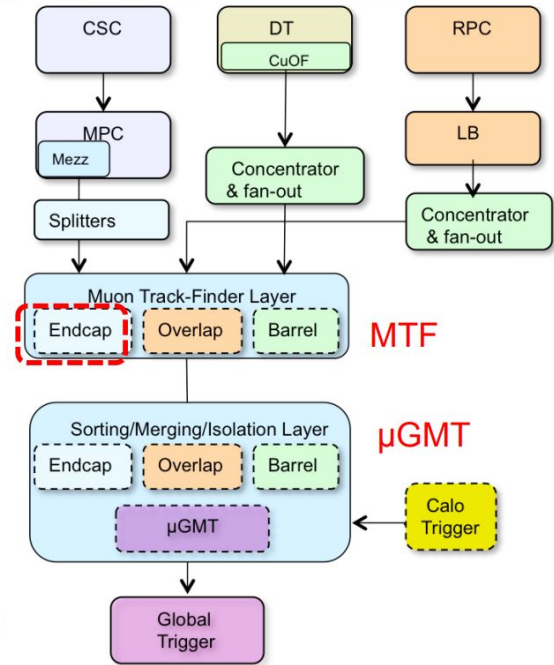 CSC
DT
CuOF
RPC
MPC
Mezz
LB
Concentrator
& fan-out
Splitters
Concentrator
& fan-out
Muon Track-Finder Layer
Endcap
Overlap
Barrel
MTF
Sorting/Merging/Isolation Layer
Endcap
Overlap
Barrel
µGMT
µGMT
Calo
Trigger
Global
Trigger